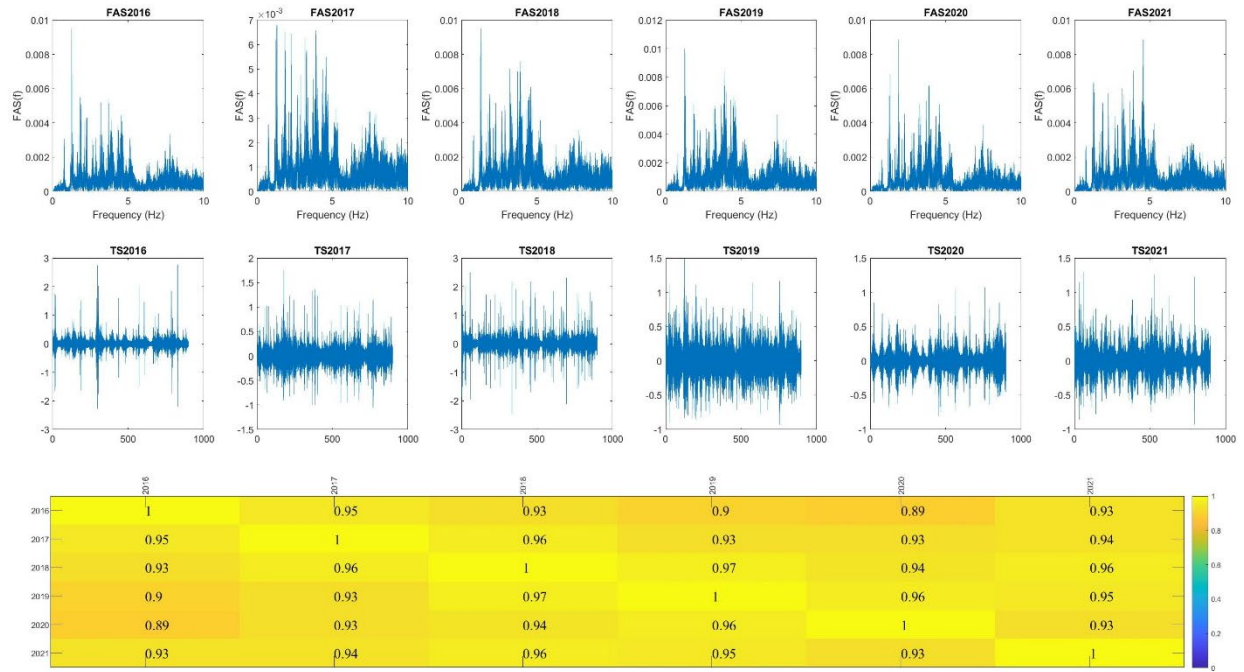 FAS2016 FAS2017 FAS2018 FAS2019 FAS2020 FAS2021
0.01 7 ×10⁻³ 0.01 0.012 0.01 0.01
6 0.01
0.008 0.008 0.008 0.008
5 0.008
0.006 4 0.006 0.006 0.006 0.006
FAS(f) FAS(f) FAS(f) FAS(f) FAS(f) FAS(f)
0.004 3 0.004 0.004 0.004 0.004
2
0.002 1 0.002 0.002 0.002 0.002
0 0 0 0 0 0
0 5 10 0 5 10 0 5 10 0 5 10 0 5 10 0 5 10
Frequency (Hz) Frequency (Hz) Frequency (Hz) Frequency (Hz) Frequency (Hz) Frequency (Hz)
TS2016 TS2017 TS2018 TS2019 TS2020 TS2021
3 2 3 1.5 1.5 1.5
2 1.5 2 1 1 1
1 1 1 0.5 0.5 0.5
0.5
0 0 0 0 0 0
-0.5
-1 -1 -0.5 -0.5 -0.5
-2 -1 -2
-3 -1.5 -3 -1 -1 -1
0 500 1000 0 500 1000 0 500 1000 0 500 1000 0 500 1000 0 500 1000
2016 2017 2018 2019 2020 2021
2016 1 0.95 0.93 0.9 0.89 0.93 1
2017 0.95 1 0.96 0.93 0.93 0.94 0.8
2018 0.93 0.96 1 0.97 0.94 0.96 0.6
2019 0.9 0.93 0.97 1 0.96 0.95 0.4
2020 0.89 0.93 0.94 0.96 1 0.93 0.2
2021 0.93 0.94 0.96 0.95 0.93 1 0